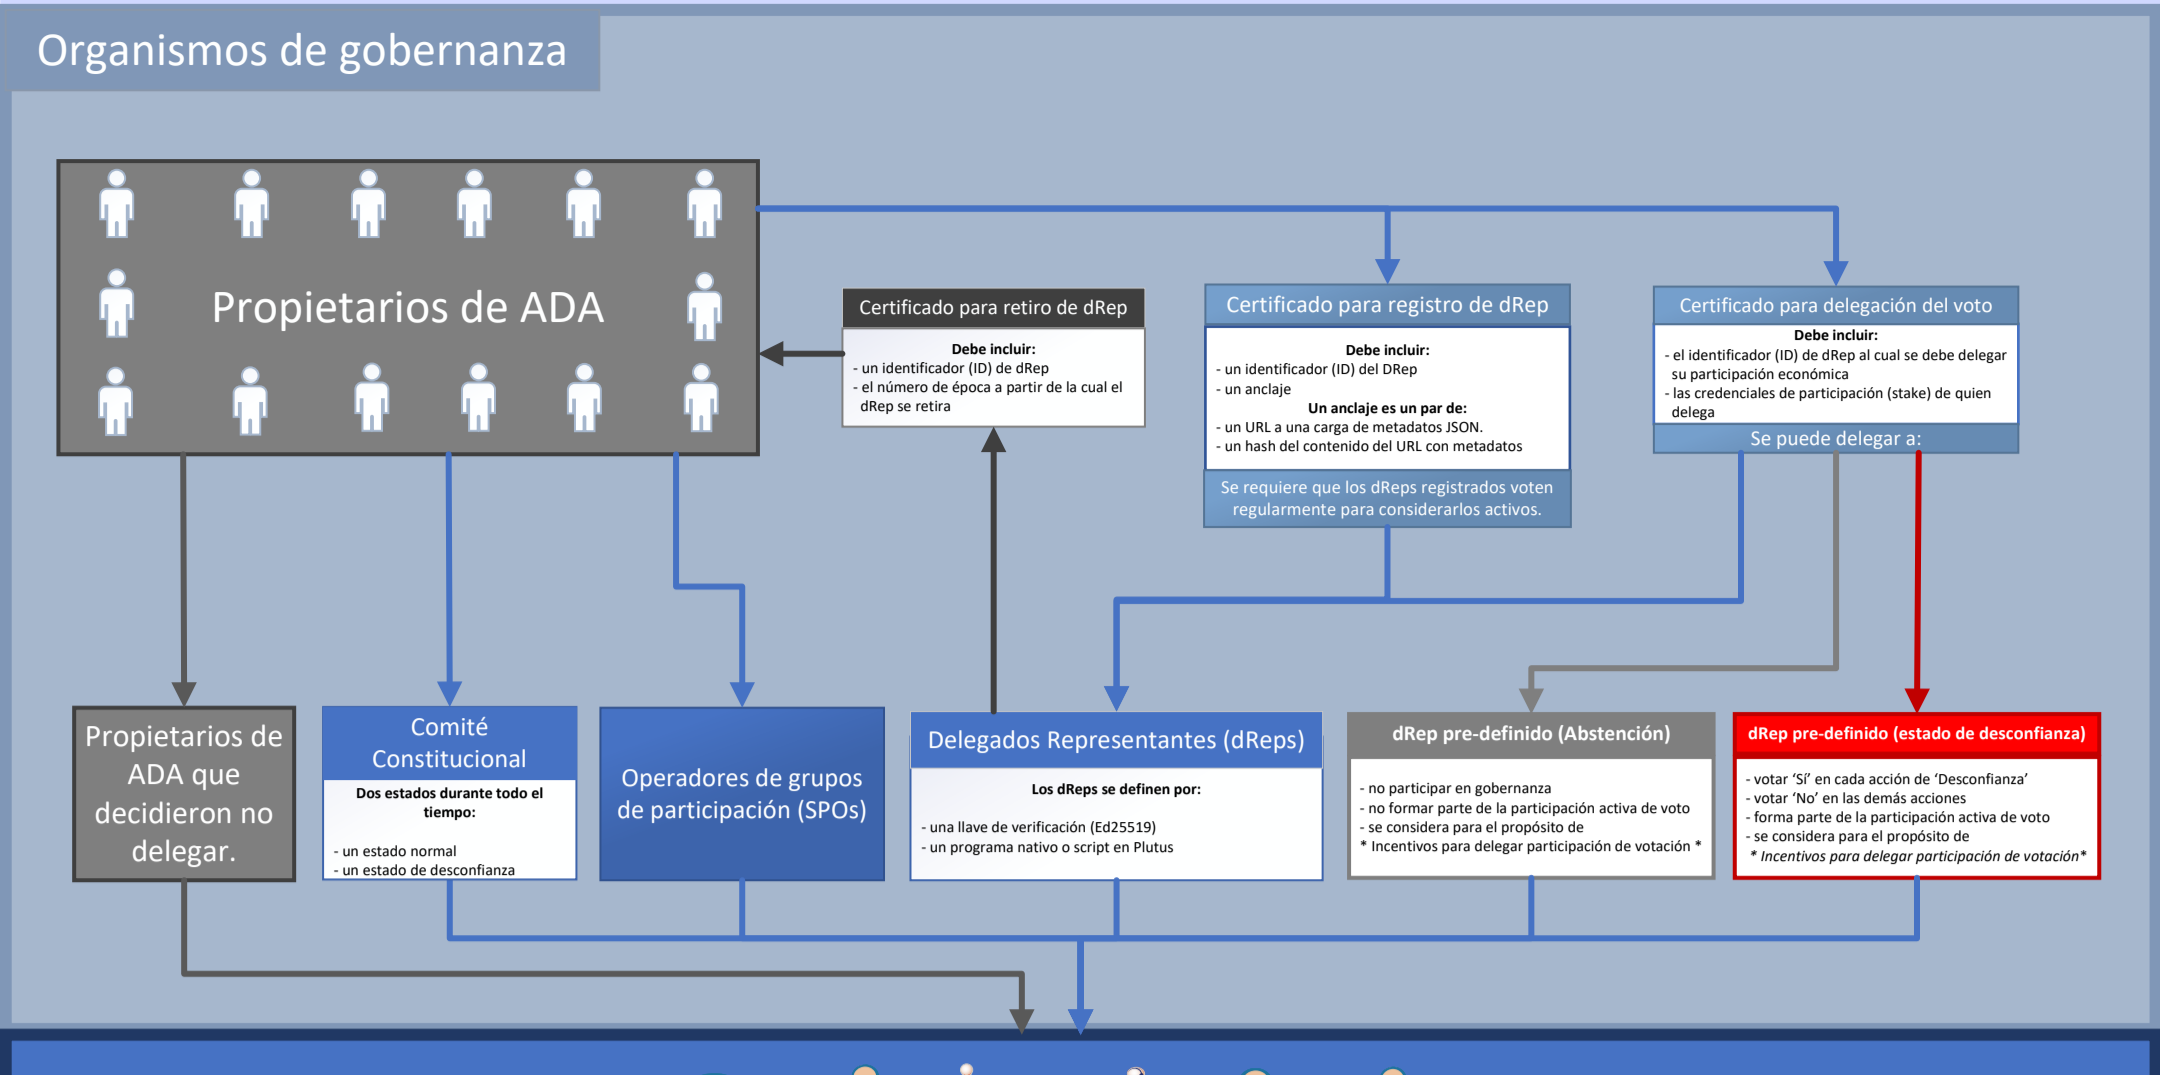 Organismos de gobernanza
Propietarios de ADA
Certificado para retiro de dRep
Debe incluir:
- un identificador (ID) de dRep
- el número de época a partir de la cual el
dRep se retira
Certificado para registro de dRep
Debe incluir:
- un identificador (ID) del DRep
- un anclaje
Un anclaje es un par de:
- un URL a una carga de metadatos JSON.
- un hash del contenido del URL con metadatos
Se requiere que los dReps registrados voten
regularmente para considerarlos activos.
Certificado para delegación del voto
Debe incluir:
- el identificador (ID) de dRep al cual se debe delegar
su participación económica
- las credenciales de participación (stake) de quien
delega
Se puede delegar a:
Propietarios de
ADA que
decidieron no
delegar.
Comité
Constitucional
Dos estados durante todo el
tiempo:
- un estado normal
- un estado de desconfianza
Operadores de grupos
de participación (SPOs)
Delegados Representantes (dReps)
Los dReps se definen por:
- una llave de verificación (Ed25519)
- un programa nativo o script en Plutus
dRep pre-definido (Abstención)
- no participar en gobernanza
- no formar parte de la participación activa de voto
- se considera para el propósito de
* Incentivos para delegar participación de votación *
dRep pre-definido (estado de desconfianza)
- votar ‘Sí’ en cada acción de ‘Desconfianza’
- votar ‘No’ en las demás acciones
- forma parte de la participación activa de voto
- se considera para el propósito de
* Incentivos para delegar participación de votación*